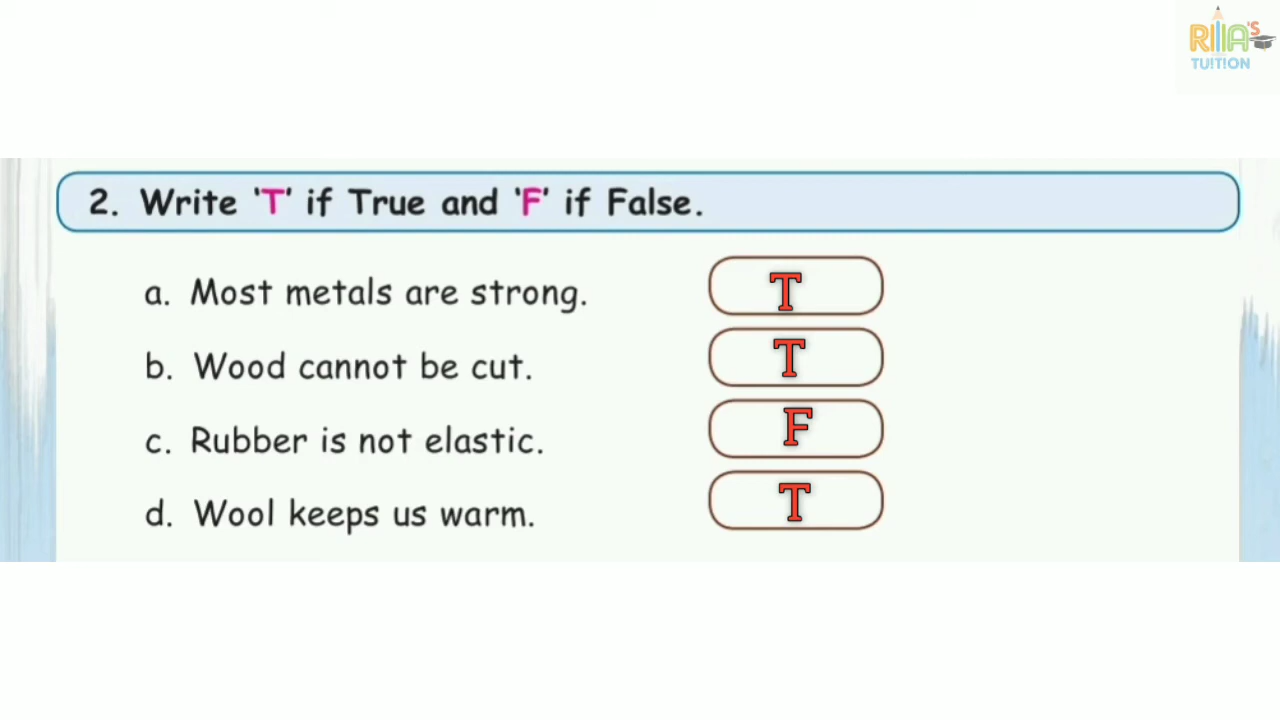 RIIA'S
TUITION
2. Write 'T' if True and 'F' if False.
a. Most metals are strong. T
b. Wood cannot be cut. T
c. Rubber is not elastic. F
d. Wool keeps us warm. T